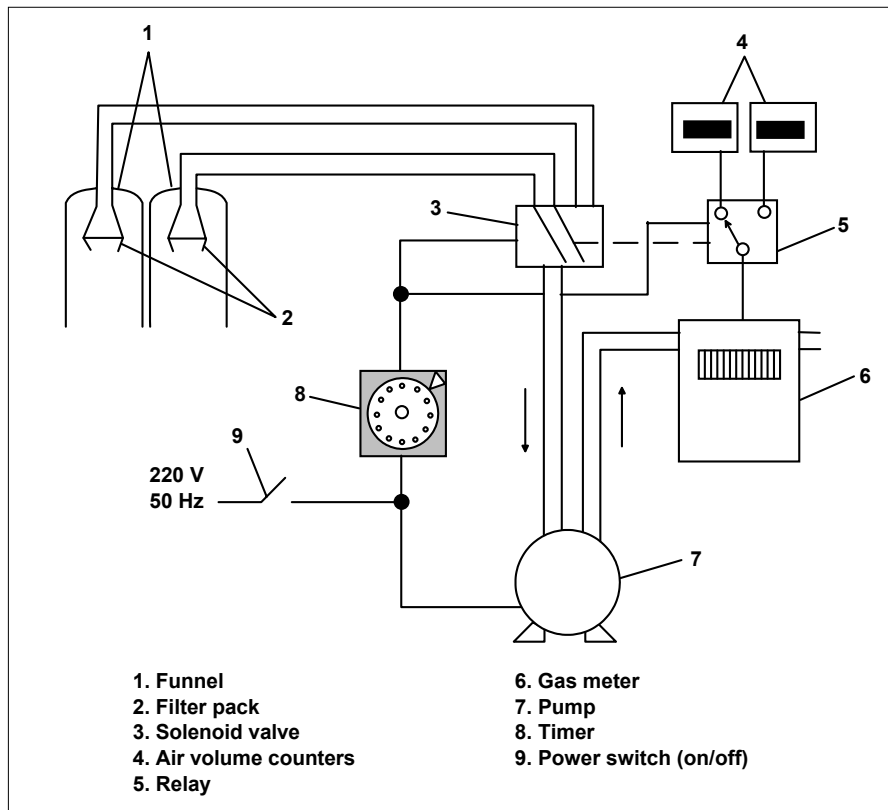 1
4
3
5
2
8
6
9
220 V
50 Hz
7
1. Funnel
2. Filter pack
3. Solenoid valve
4. Air volume counters
5. Relay
6. Gas meter
7. Pump
8. Timer
9. Power switch (on/off)